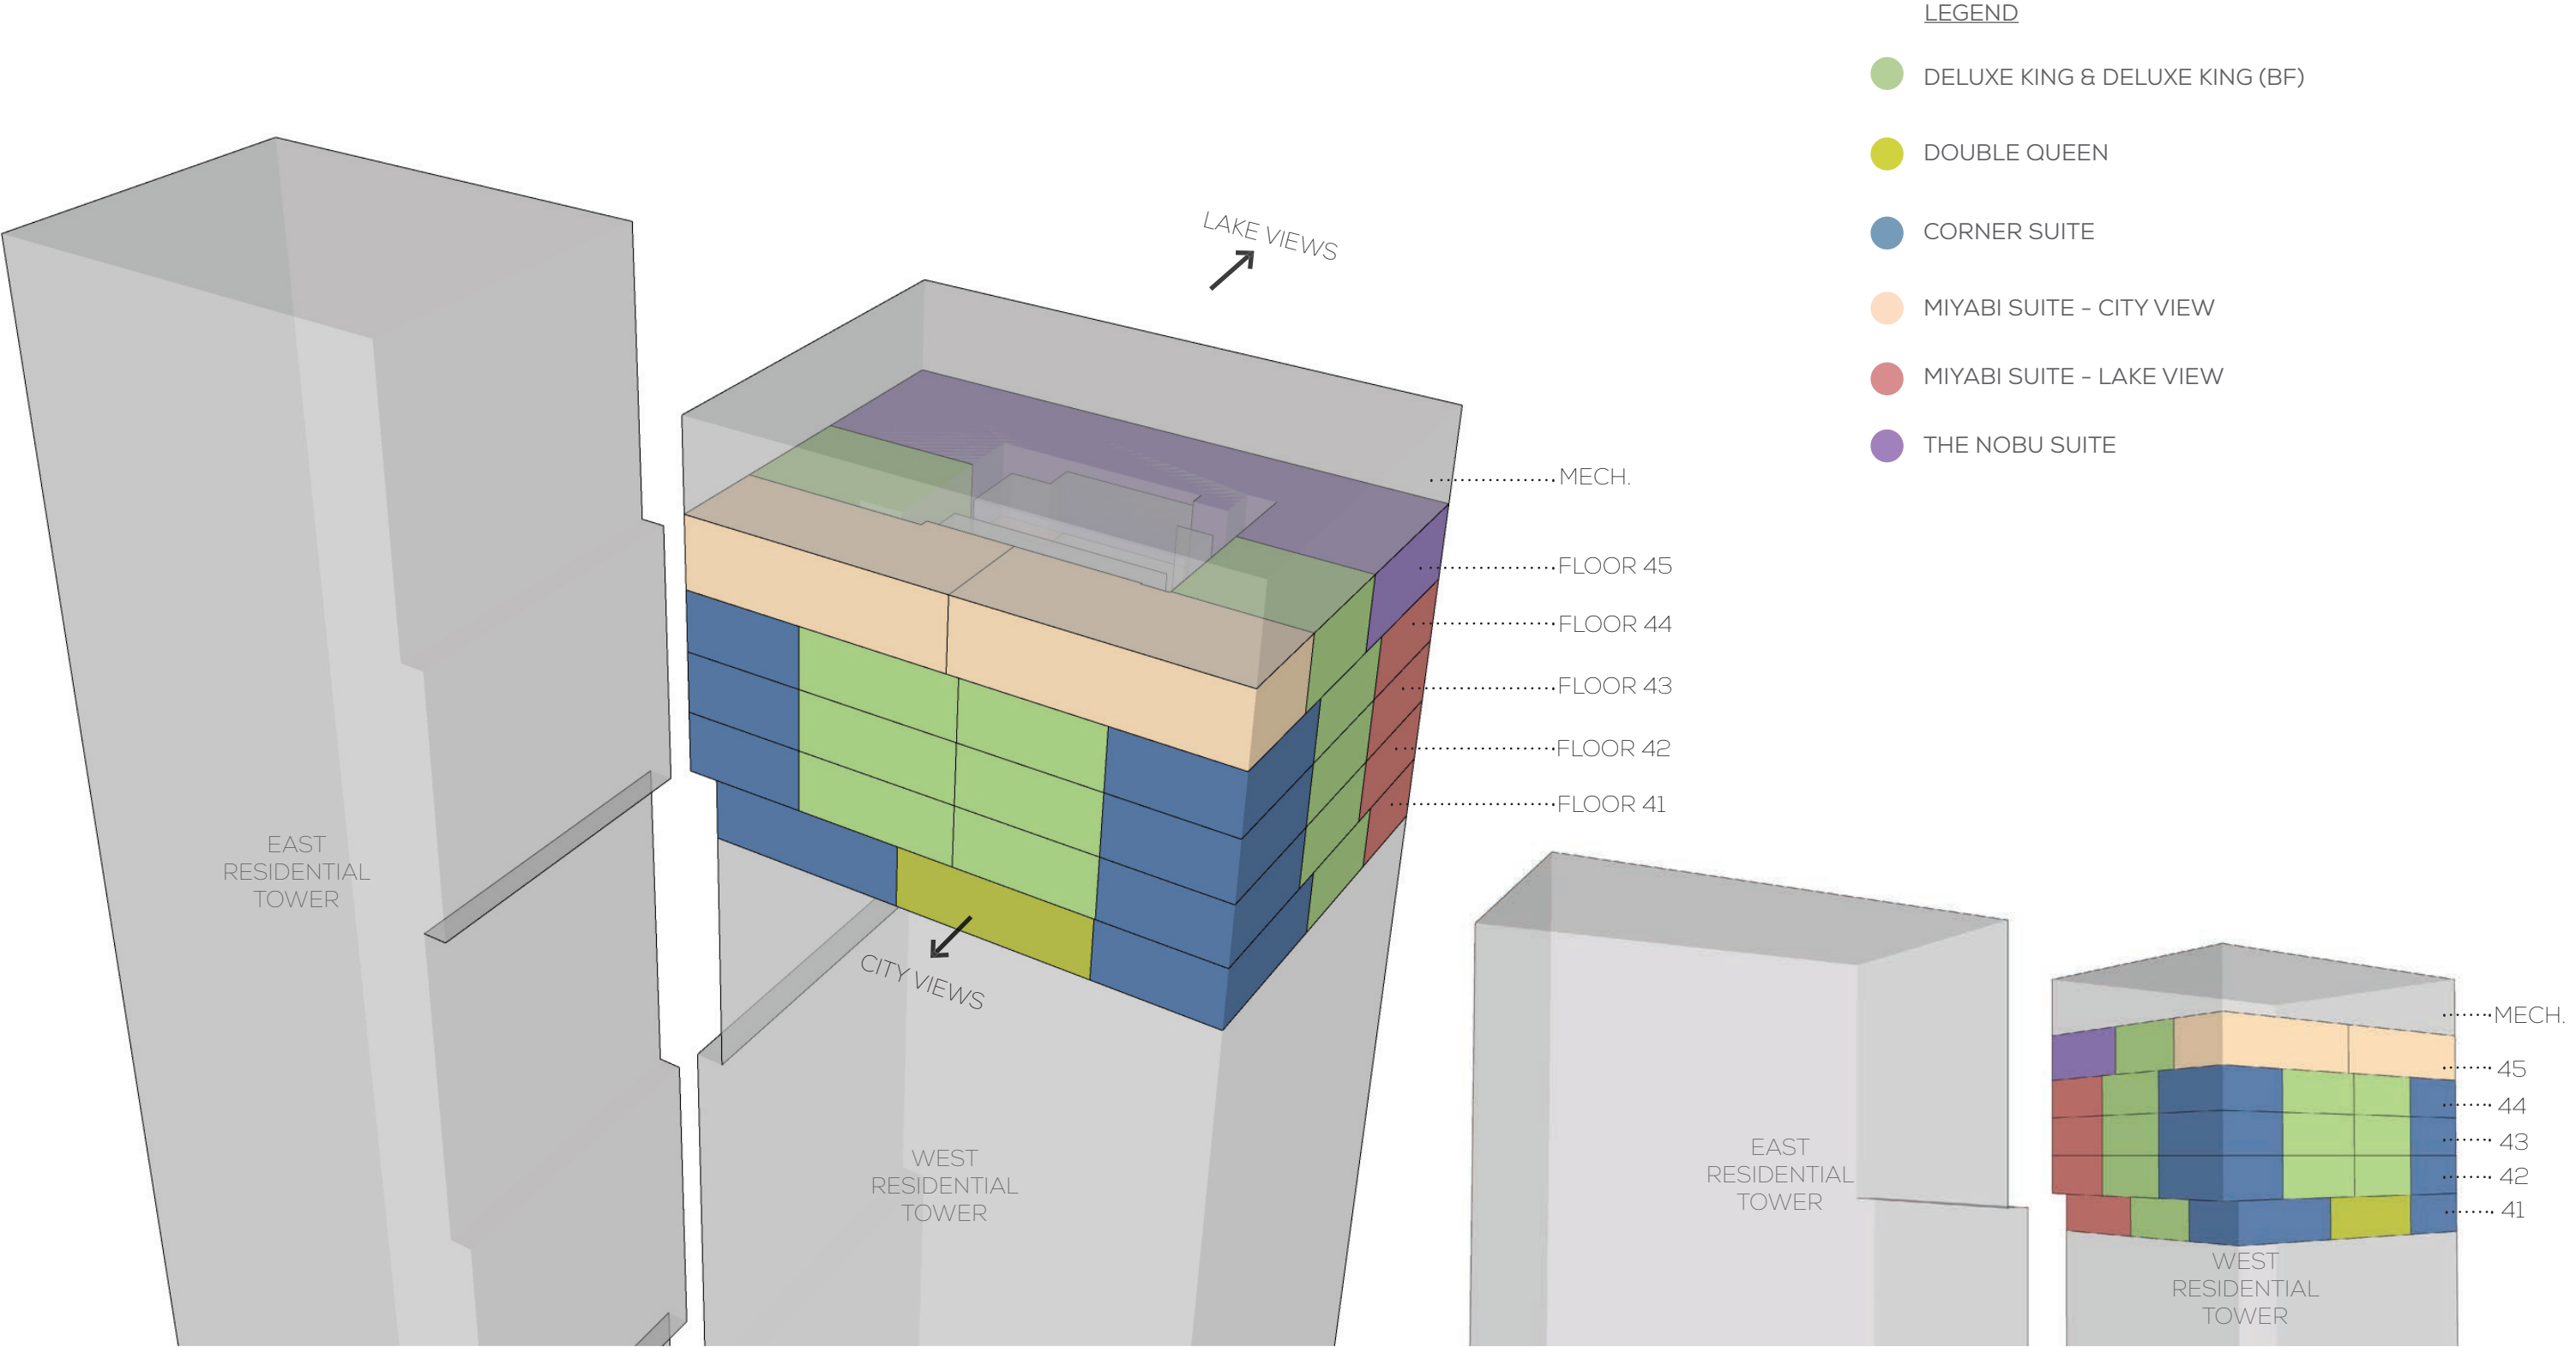 LEGEND
DELUXE KING & DELUXE KING (BF)
DOUBLE QUEEN
CORNER SUITE
MIYABI SUITE - CITY VIEW
MIYABI SUITE - LAKE VIEW
THE NOBU SUITE
LAKE VIEWS
MECH.
FLOOR 45
FLOOR 44
FLOOR 43
FLOOR 42
FLOOR 41
CITY VIEWS
EAST
RESIDENTIAL
TOWER
WEST
RESIDENTIAL
TOWER
EAST
RESIDENTIAL
TOWER
MECH.
45
44
43
42
41
WEST
RESIDENTIAL
TOWER